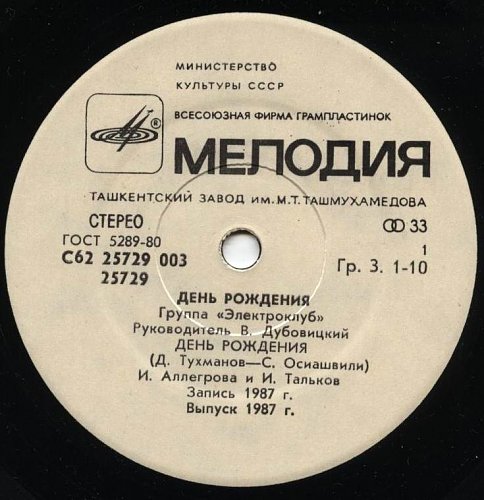 МИНИСТЕРСТВО
КУЛЬТУРЫ СССР
ВСЕСОЮЗНАЯ ФИРМА ГРАМПЛАСТИНОК
®
МЕЛОДИЯ
ТАШКЕНТСКИЙ ЗАВОД ИМ. М.Т. ТАШМУХАМЕДОВА
СТЕРЕО
33
ГОСТ 5289-80
1
С62 25729 003
Гр. 3. 1-10
25729
ДЕНЬ РОЖДЕНИЯ
Группа «Электроклуб»
Руководитель В. Дубовицкий
ДЕНЬ РОЖДЕНИЯ
(Д. Тухманов—С. Осиашвили)
И. Аллегрова и И. Тальков
Запись 1987 г.
Выпуск 1987 г.